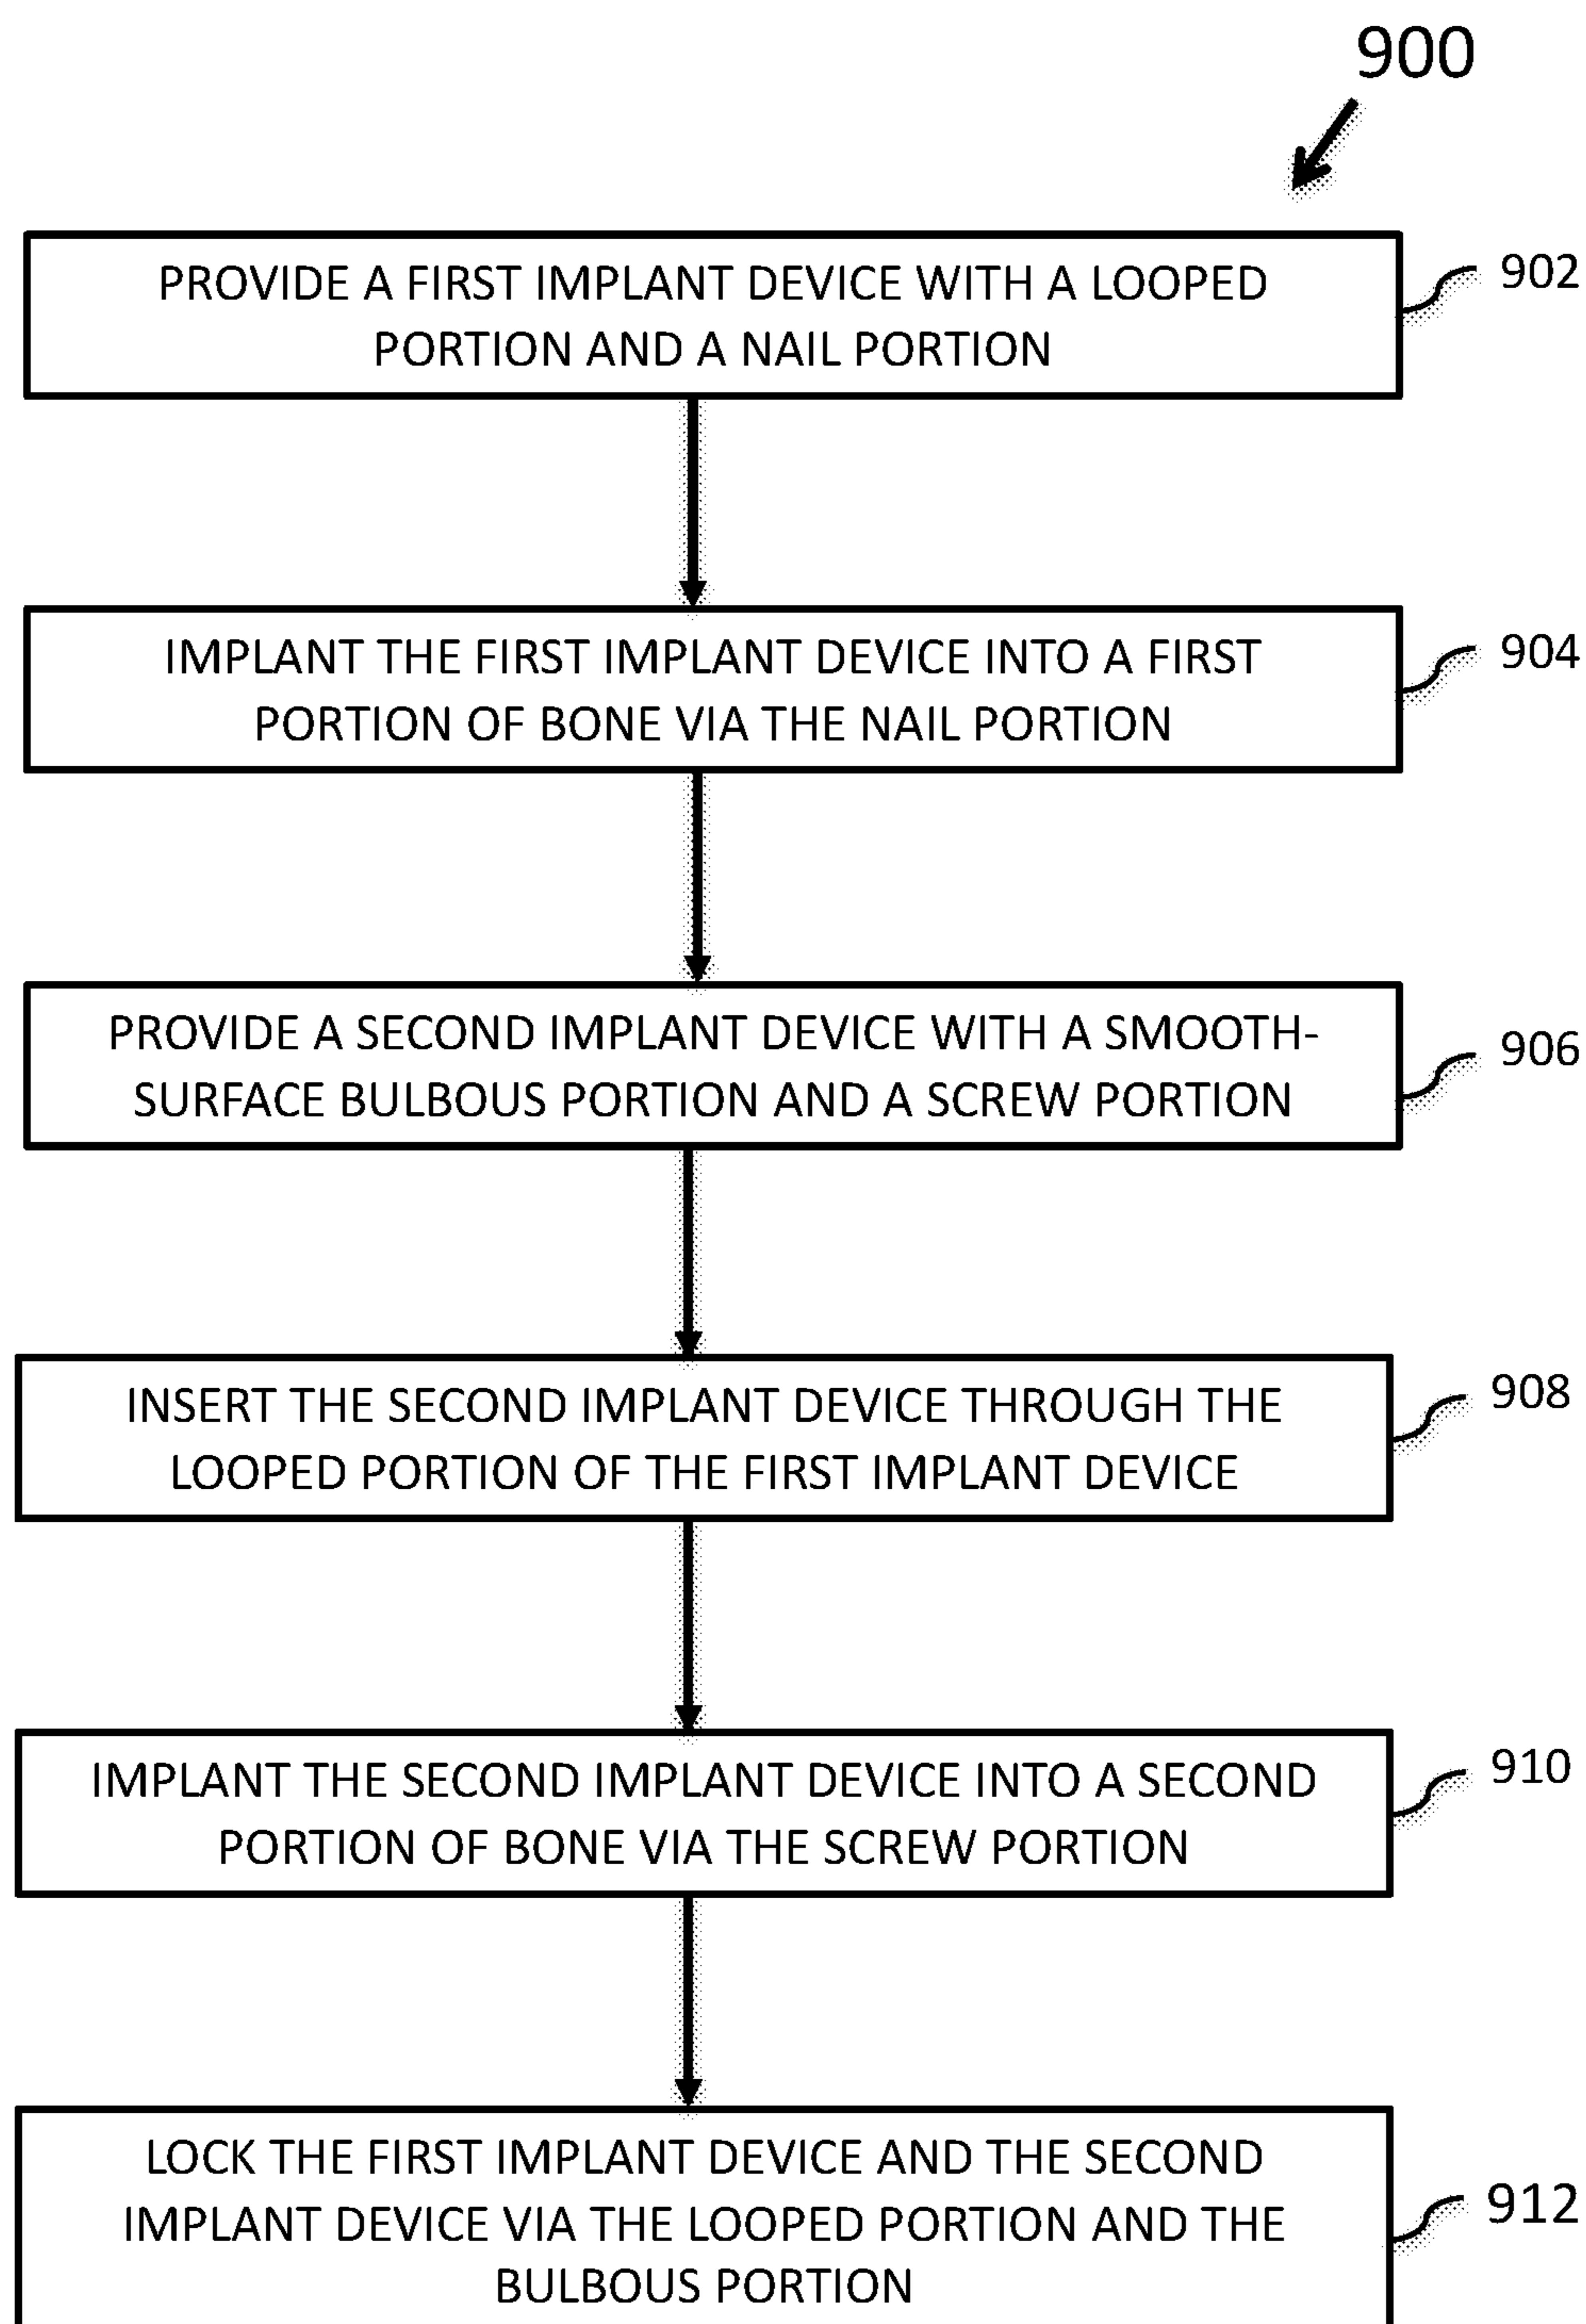 900
PROVIDE A FIRST IMPLANT DEVICE WITH A LOOPED
PORTION AND A NAIL PORTION
902
IMPLANT THE FIRST IMPLANT DEVICE INTO A FIRST
PORTION OF BONE VIA THE NAIL PORTION
904
PROVIDE A SECOND IMPLANT DEVICE WITH A SMOOTH-
SURFACE BULBOUS PORTION AND A SCREW PORTION
906
INSERT THE SECOND IMPLANT DEVICE THROUGH THE
LOOPED PORTION OF THE FIRST IMPLANT DEVICE
908
IMPLANT THE SECOND IMPLANT DEVICE INTO A SECOND
PORTION OF BONE VIA THE SCREW PORTION
910
LOCK THE FIRST IMPLANT DEVICE AND THE SECOND
IMPLANT DEVICE VIA THE LOOPED PORTION AND THE
BULBOUS PORTION
912